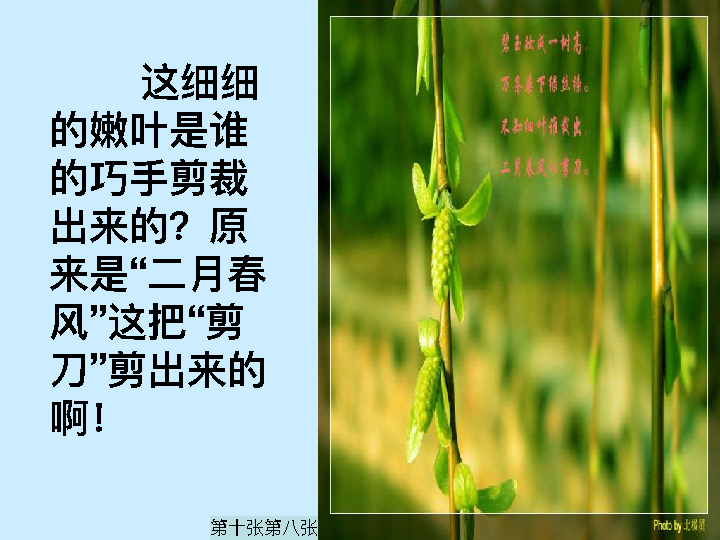 这细细
的嫩叶是谁
的巧手剪裁
出来的？原
来是“二月春
风”这把“剪
刀”剪出来的
啊！
碧玉妆成一树高，
万条垂下绿丝绦。
不知细叶谁裁出，
二月春风似剪刀。
第十张第八张
Photo by 北